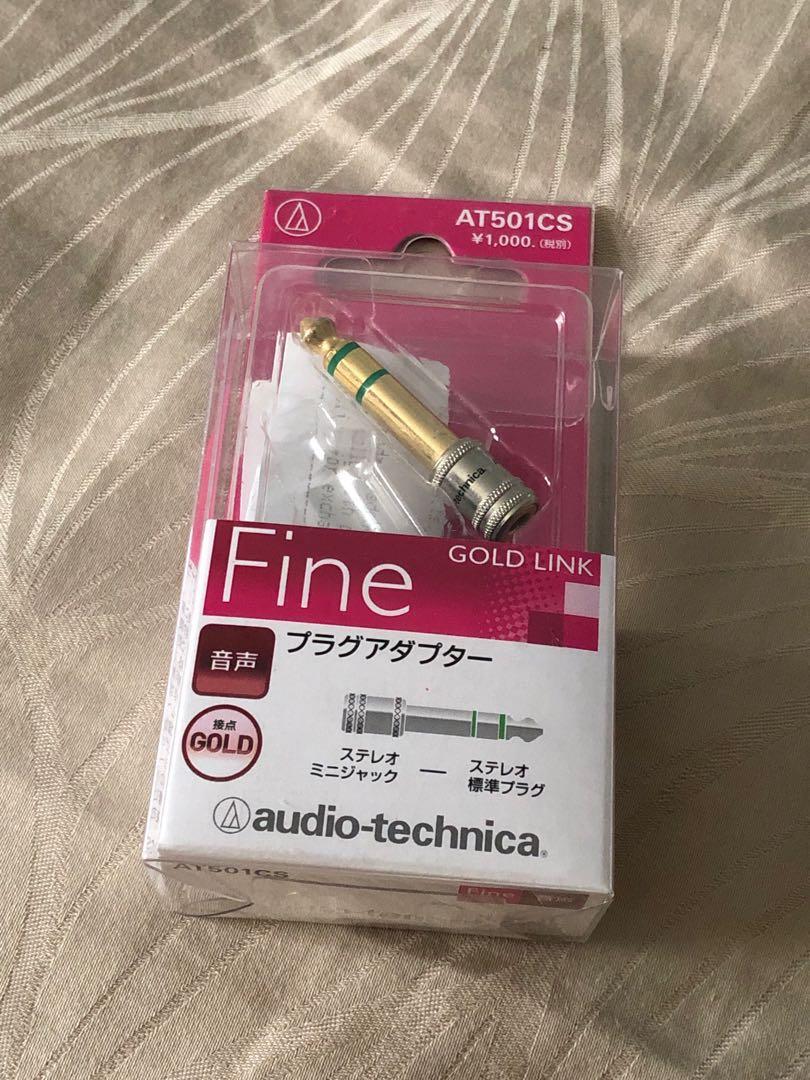 AT501CS
¥1,000.(税別)
technica
GOLD LINK
Fine
プラグアダプター
音声
接点
GOLD
ステレオ
ミニジャック
—
ステレオ
標準プラグ
audio-technica®
AT501CS
Fine